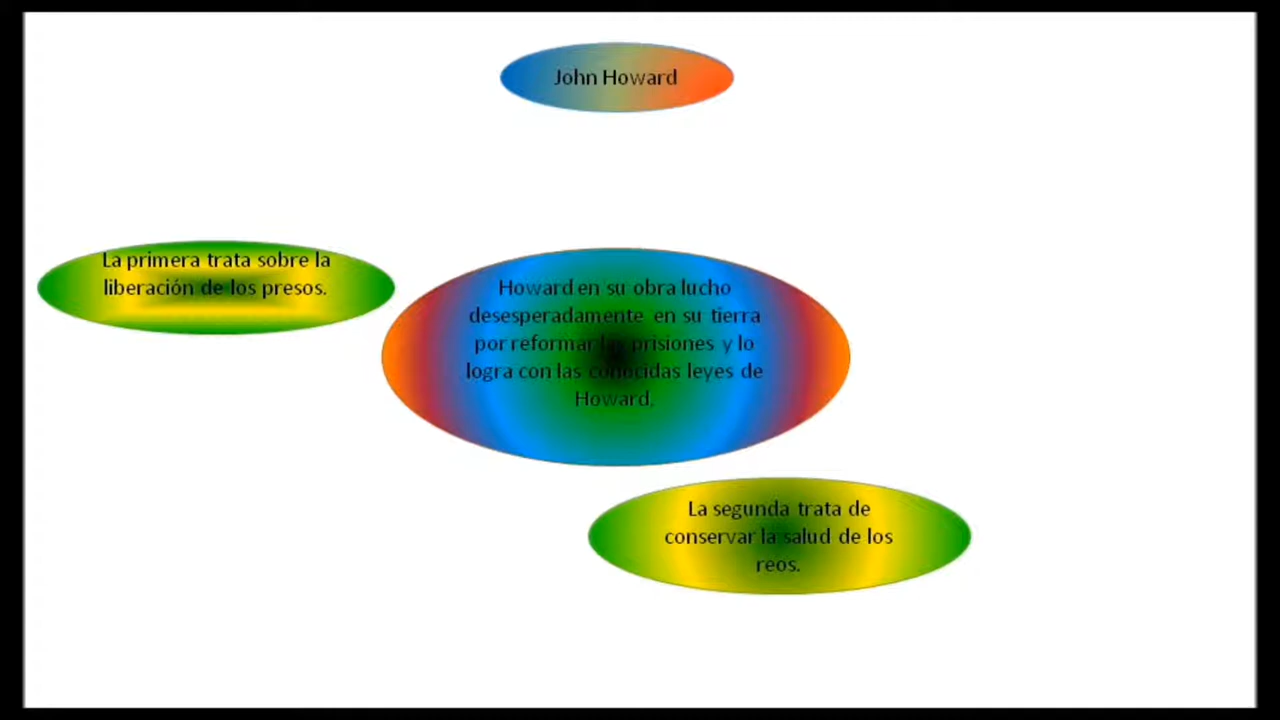 John Howard
La primera trata sobre la
liberación de los presos.
Howard en su obra lucho
desesperadamente en su tierra
por reformar las prisiones y lo
logra con las conocidas leyes de
Howard.
La segunda trata de
conservar la salud de los
reos.